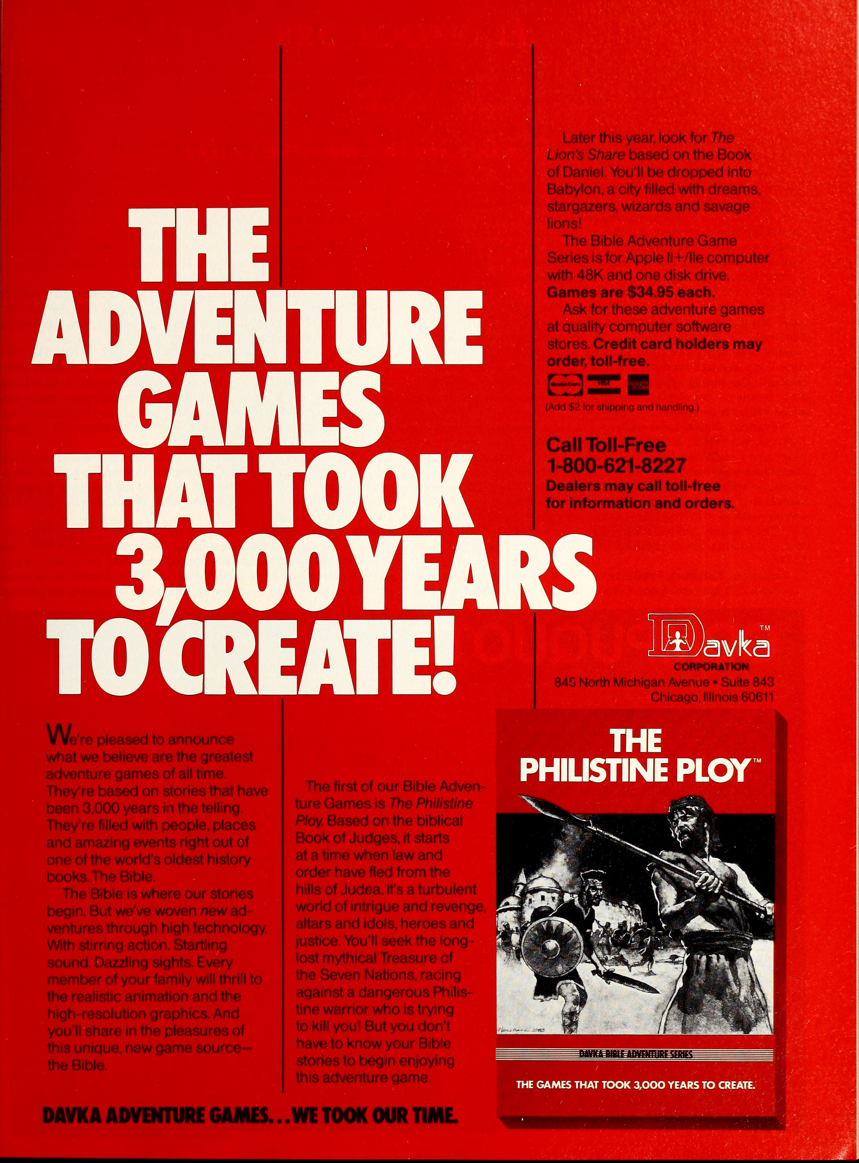 THE
ADVENTURE
GAMES
THAT TOOK
3,000 YEARS
TO CREATE!
We're pleased to announce
what we believe are the greatest
adventure games of all time.
They're based on stories that have
been 3,000 years in the telling.
They're filled with people, places
and amazing events right out of
one of the world's oldest history
books. The Bible.
The Bible is where our stories
begin. But we've woven new ad-
ventures through high technology.
With stirring action. Startling
sound. Dazzling sights. Every
member of your family will thrill to
the realistic animation and the
high-resolution graphics. And
you'll share in the pleasures of
this unique, new game source—
the Bible.
The first of our Bible Adven-
ture Games is The Philistine
Ploy. Based on the biblical
Book of Judges, it starts
at a time when law and
order have fled from the
hills of Judea. It's a turbulent
world of intrigue and revenge,
altars and idols, heroes and
justice. You'll seek the long-
lost mythical Treasure of
the Seven Nations, racing
against a dangerous Philis-
tine warrior who is trying
to kill you! But you don't
have to know your Bible
stories to begin enjoying
this adventure game.
Later this year, look for The
Lion's Share based on the Book
of Daniel. You'll be dropped into
Babylon, a city filled with dreams,
stargazers, wizards and savage
lions!
The Bible Adventure Game
Series is for Apple II+/IIe computer
with 48K and one disk drive.
Games are $34.95 each.
Ask for these adventure games
at quality computer software
stores. Credit card holders may
order, toll-free.
MasterCard VISA
(Add $2 for shipping and handling.)
Call Toll-Free
1-800-621-8227
Dealers may call toll-free
for information and orders.
Davka TM
CORPORATION
845 North Michigan Avenue • Suite 843
Chicago, Illinois 60611
THE
PHILISTINE PLOY™
DAVKA BIBLE ADVENTURE SERIES
THE GAMES THAT TOOK 3,000 YEARS TO CREATE.
DAVKA ADVENTURE GAMES...WE TOOK OUR TIME.